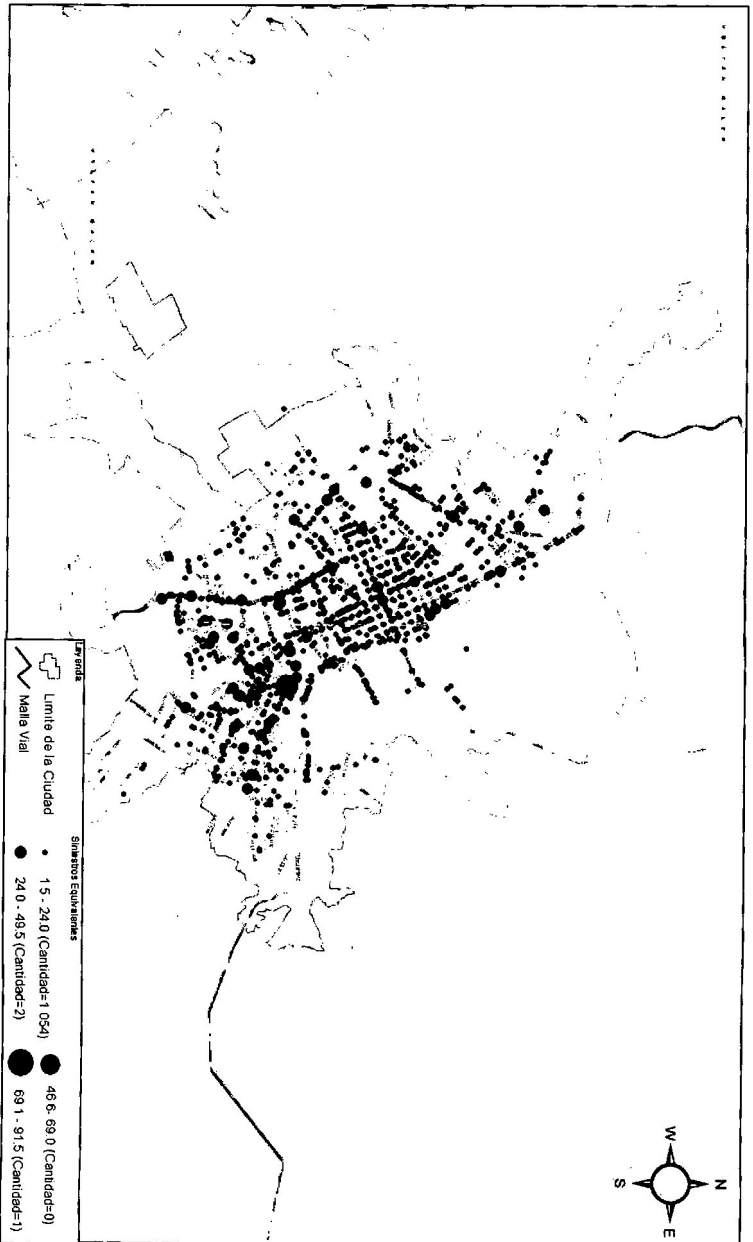 N
W
E
S
Leyenda
Limite de la Ciudad
Malla Vial
Siniestros Equivalentes
1.5 - 24.0 (Cantidad=1 054)
24.0 - 49.5 (Cantidad=2)
46.6 - 69.0 (Cantidad=0)
69.1 - 91.5 (Cantidad=1)